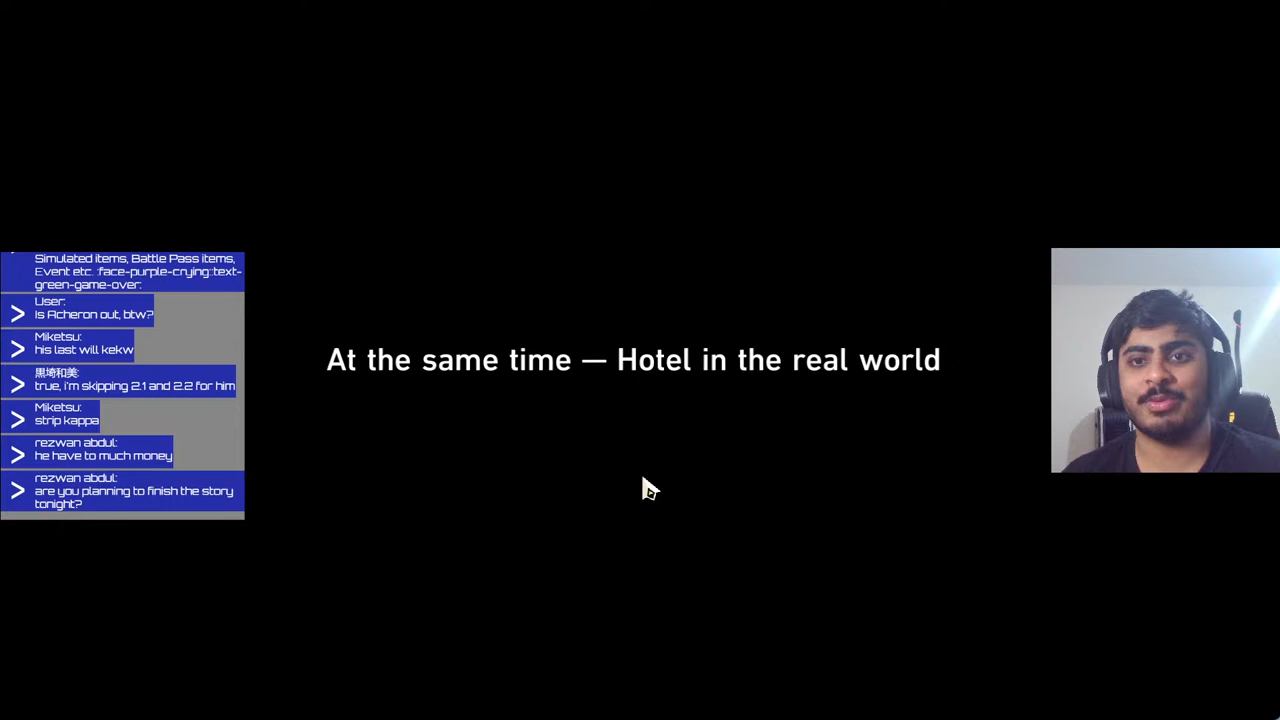 Simulated items, Battle Pass items,
Event etc. :face-purple-crying::text-
green-game-over:
User:
Is Acheron out, btw?
Miketsu:
his last will kekw
黒埼和美:
true, i'm skipping 2.1 and 2.2 for him
Miketsu:
strip kappa
rezwan abdul:
he have to much money
rezwan abdul:
are you planning to finish the story
tonight?
At the same time — Hotel in the real world